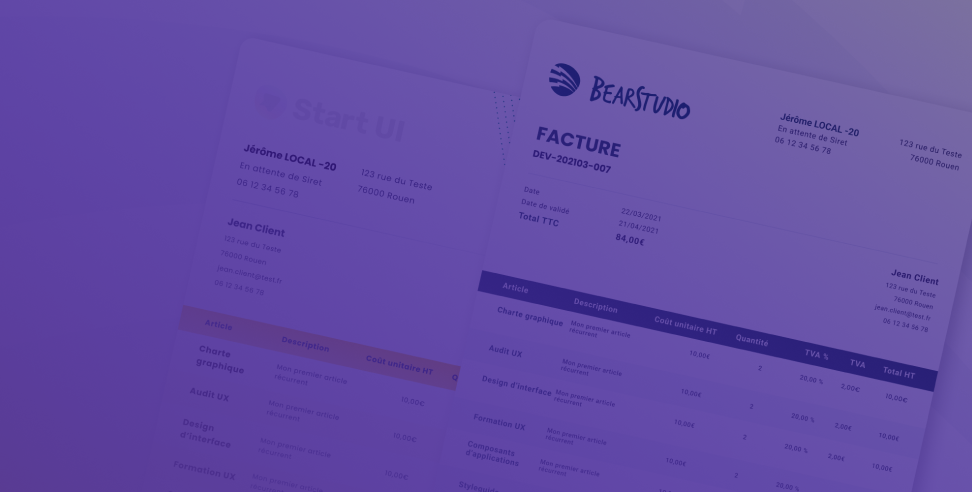 Start UI
Jérôme LOCAL -20
En attente de Siret
06 12 34 56 78
123 rue du Teste
76000 Rouen
Jean Client
123 rue du Teste
76000 Rouen
jean.client@test.fr
06 12 34 56 78
Article Description Coût unitaire HT Q
Charte
graphique
Mon premier article
récurrent
10,00€
Audit UX
Mon premier article
récurrent
10,00€
Design
d'interface
Mon premier article
récurrent
10,00€
Formation UX
Mon premier article
récurrent
BEARSTUDIO
FACTURE
DEV-202103-007
Jérôme LOCAL -20
En attente de Siret
06 12 34 56 78
123 rue du Teste
76000 Rouen
Date 22/03/2021
Date de validé 21/04/2021
Total TTC 84,00€
Jean Client
123 rue du Teste
76000 Rouen
jean.client@test.fr
06 12 34 56 78
Article Description Coût unitaire HT Quantité TVA % TVA Total HT
Charte graphique Mon premier article
récurrent
10,00€ 2 20,00 % 2,00€ 10,00€
Audit UX Mon premier article
récurrent
10,00€ 2 20,00 % 2,00€ 10,00€
Design d'interface Mon premier article
récurrent
10,00€ 2 20,00 % 2,00€ 10,00€
Formation UX Mon premier article
récurrent
10,00€ 2 20,00 %
Composants
d'applications
Mon premier article
récurrent
10,00€